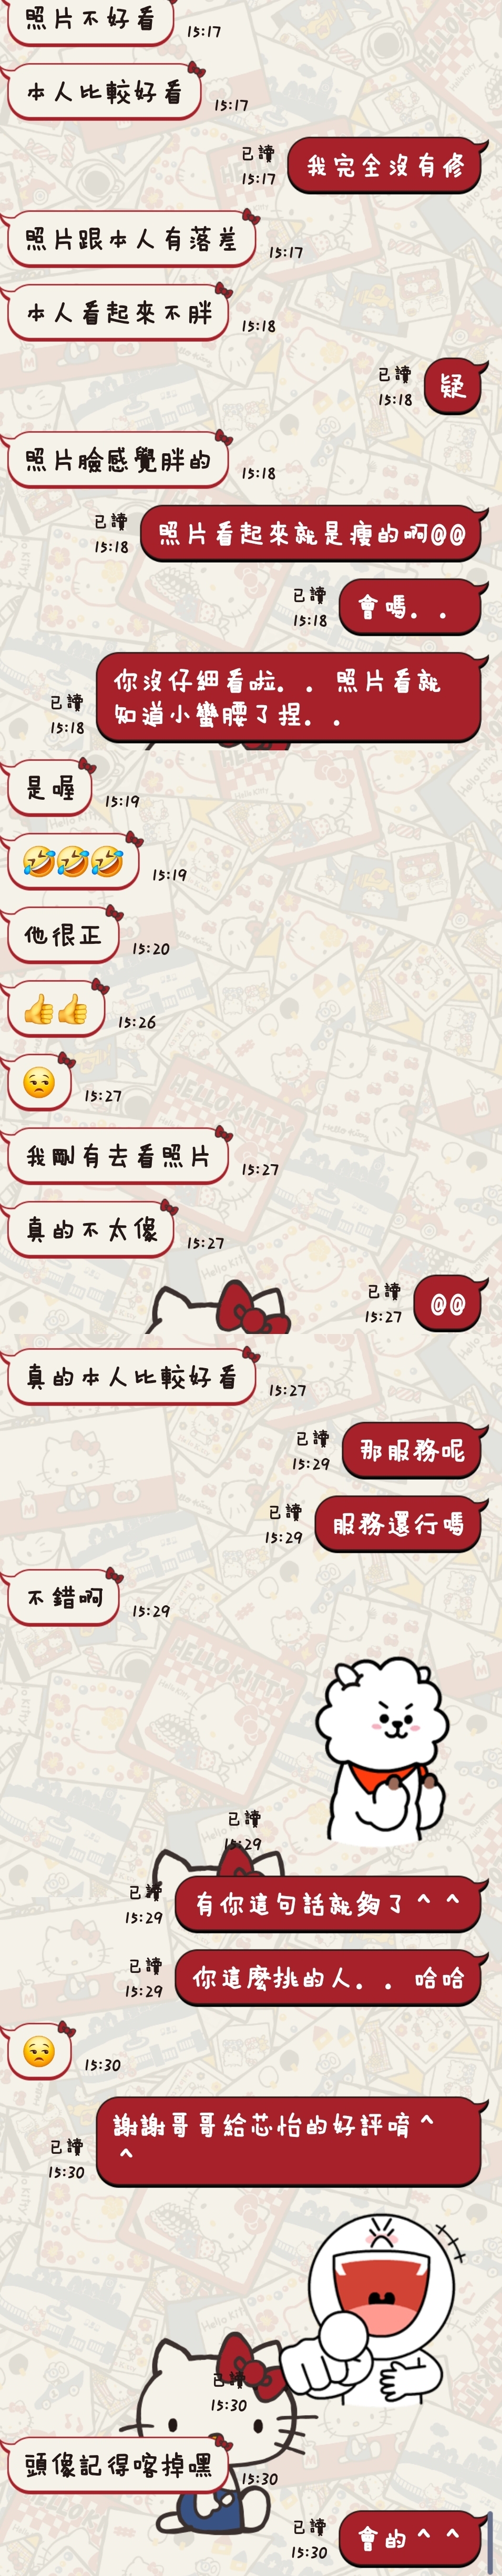 照片不好看
15:17
本人比較好看
15:17
已讀
15:17
我完全沒有修
照片跟本人有落差
15:17
本人看起來不胖
15:18
已讀
15:18
疑
照片臉感覺胖的
15:18
已讀
15:18
照片看起來就是瘦的啊@@
已讀
15:18
會嗎..
已讀
15:18
你沒仔細看啦.. 照片看就
知道小蠻腰了捏..
是喔
15:19
🤣🤣🤣
15:19
他很正
15:20
👍👍
15:26
😒
15:27
我剛有去看照片
15:27
真的不太像
15:27
已讀
15:27
@@
真的本人比較好看
15:27
已讀
15:29
那服務呢
已讀
15:29
服務還行嗎
不錯啊
15:29
已讀
15:29
已讀
15:29
有你這句話就夠了^ ^
已讀
15:29
你這麼挑的人.. 哈哈
😒
15:30
已讀
15:30
謝謝哥哥給芯怡的好評唷^
^
已讀
15:30
頭像記得喀掉嘿
15:30
已讀
15:30
會的^ ^